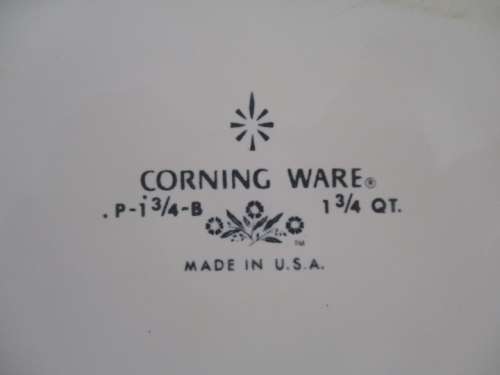 CORNING WARE®
.P-1 3/4-B 1 3/4 QT.
TM
MADE IN U.S.A.